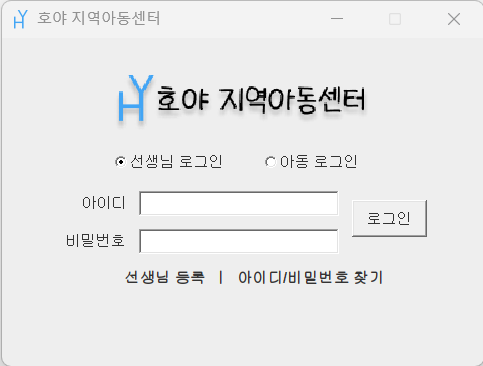 호야 지역아동센터
HY 호야 지역아동센터
선생님 로그인 아동 로그인
아이디
로그인
비밀번호
선생님 등록 | 아이디/비밀번호 찾기